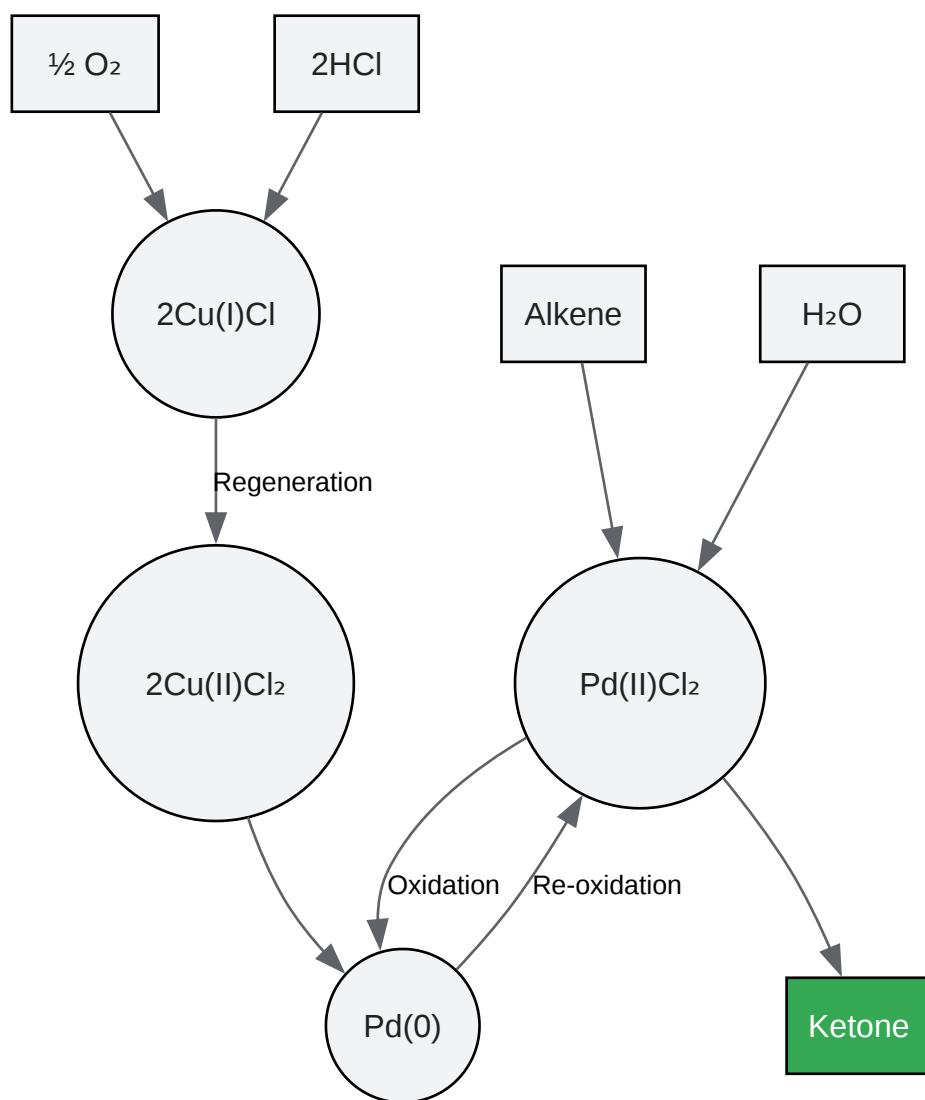 ½ O₂
2HCl
2Cu(I)Cl
Alkene
H₂O
Regeneration
2Cu(II)Cl₂
Pd(II)Cl₂
Oxidation
Re-oxidation
Pd(0)
Ketone